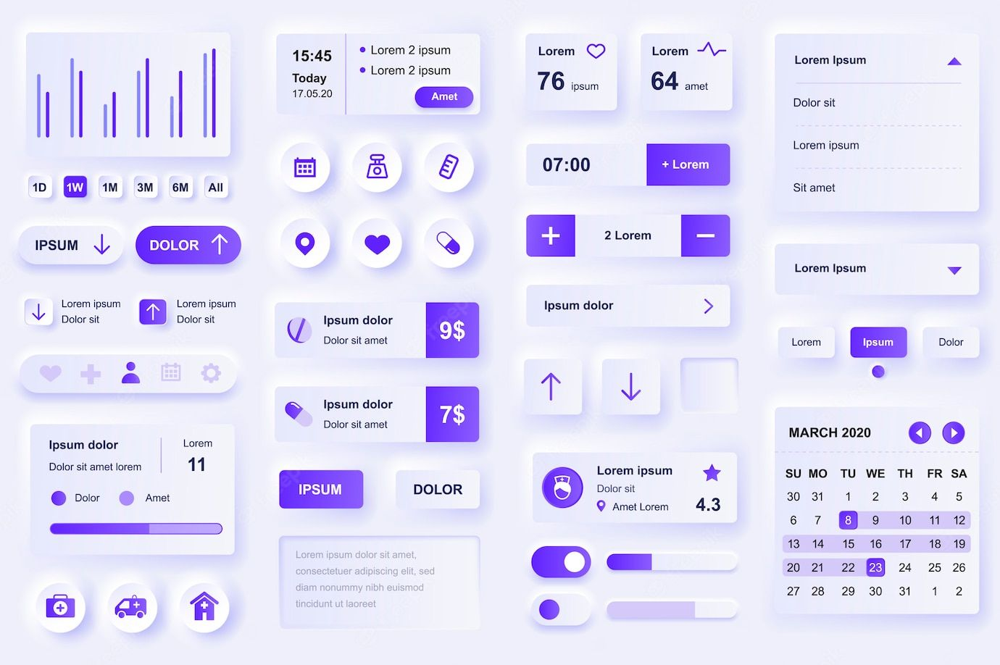 1D 1W 1M 3M 6M All
IPSUM DOLOR
Lorem ipsum
Dolor sit
Lorem ipsum
Dolor sit
Ipsum dolor
Dolor sit amet lorem
Lorem
11
Dolor Amet
15:45
Today
17.05.20
Lorem 2 ipsum
Lorem 2 ipsum
Amet
Ipsum dolor
Dolor sit amet
9$
Ipsum dolor
Dolor sit amet
7$
IPSUM DOLOR
Lorem ipsum dolor sit amet,
consectetuer adipiscing elit, sed
diam nonummy nibh euismod
tincidunt ut laoreet
Lorem
76 ipsum
Lorem
64 amet
07:00 + Lorem
+ 2 Lorem −
Ipsum dolor
Lorem ipsum
Dolor sit
Amet Lorem
4.3
Lorem Ipsum
Dolor sit
Lorem ipsum
Sit amet
Lorem Ipsum
Lorem Ipsum Dolor
MARCH 2020
SU MO TU WE TH FR SA
30 31 1 2 3 4 5
6 7 8 9 10 11 12
13 14 15 16 17 18 19
20 21 22 23 24 25 26
27 28 29 30 31 1 2